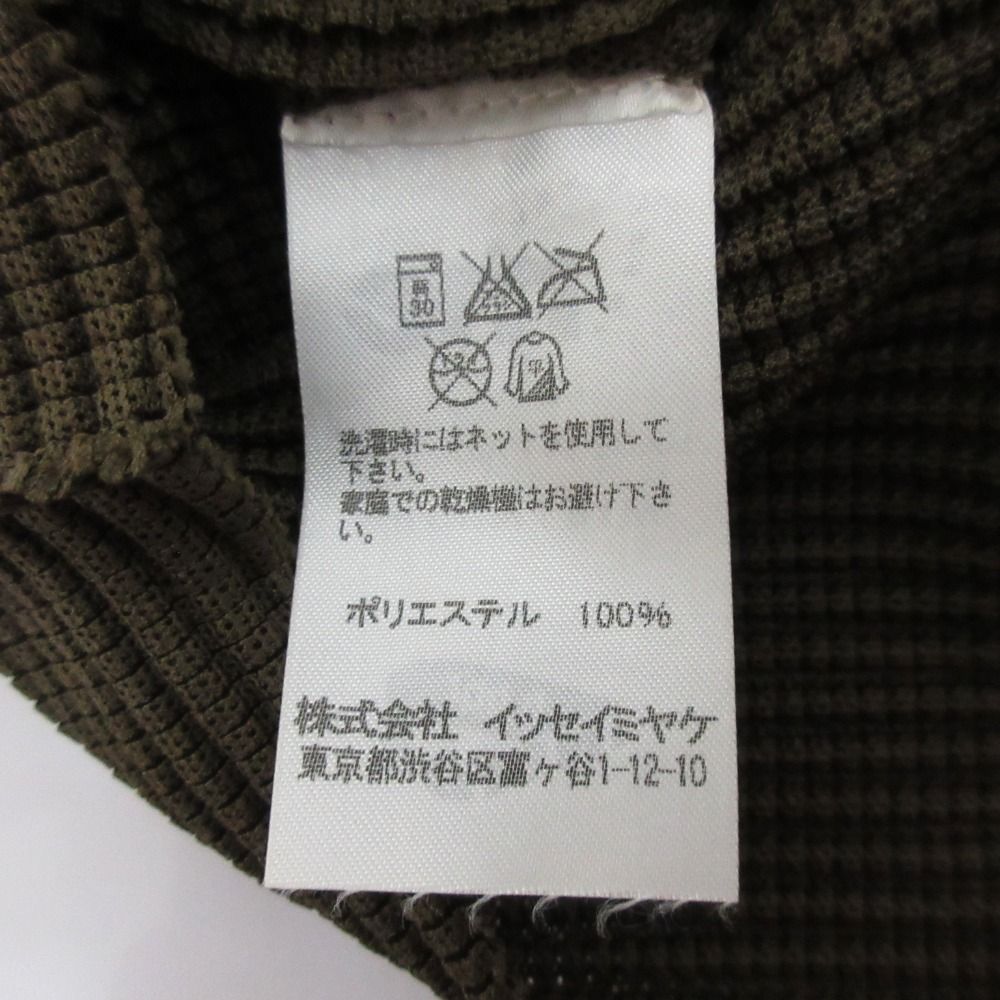 弱
30
洗濯時にはネットを使用して
下さい。
家庭での乾燥機はお避け下さ
い。
ポリエステル 100%
株式会社 イッセイミヤケ
東京都渋谷区富ヶ谷1-12-10